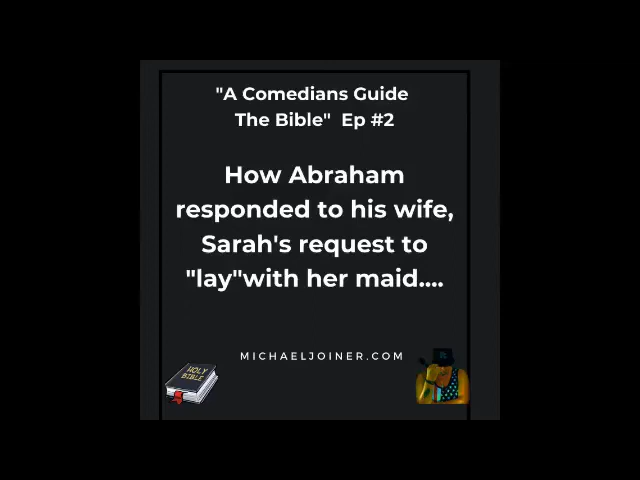 "A Comedians Guide
The Bible" Ep #2
How Abraham
responded to his wife,
Sarah's request to
"lay"with her maid....
MICHAELJOINER.COM
HOLY
BIBLE